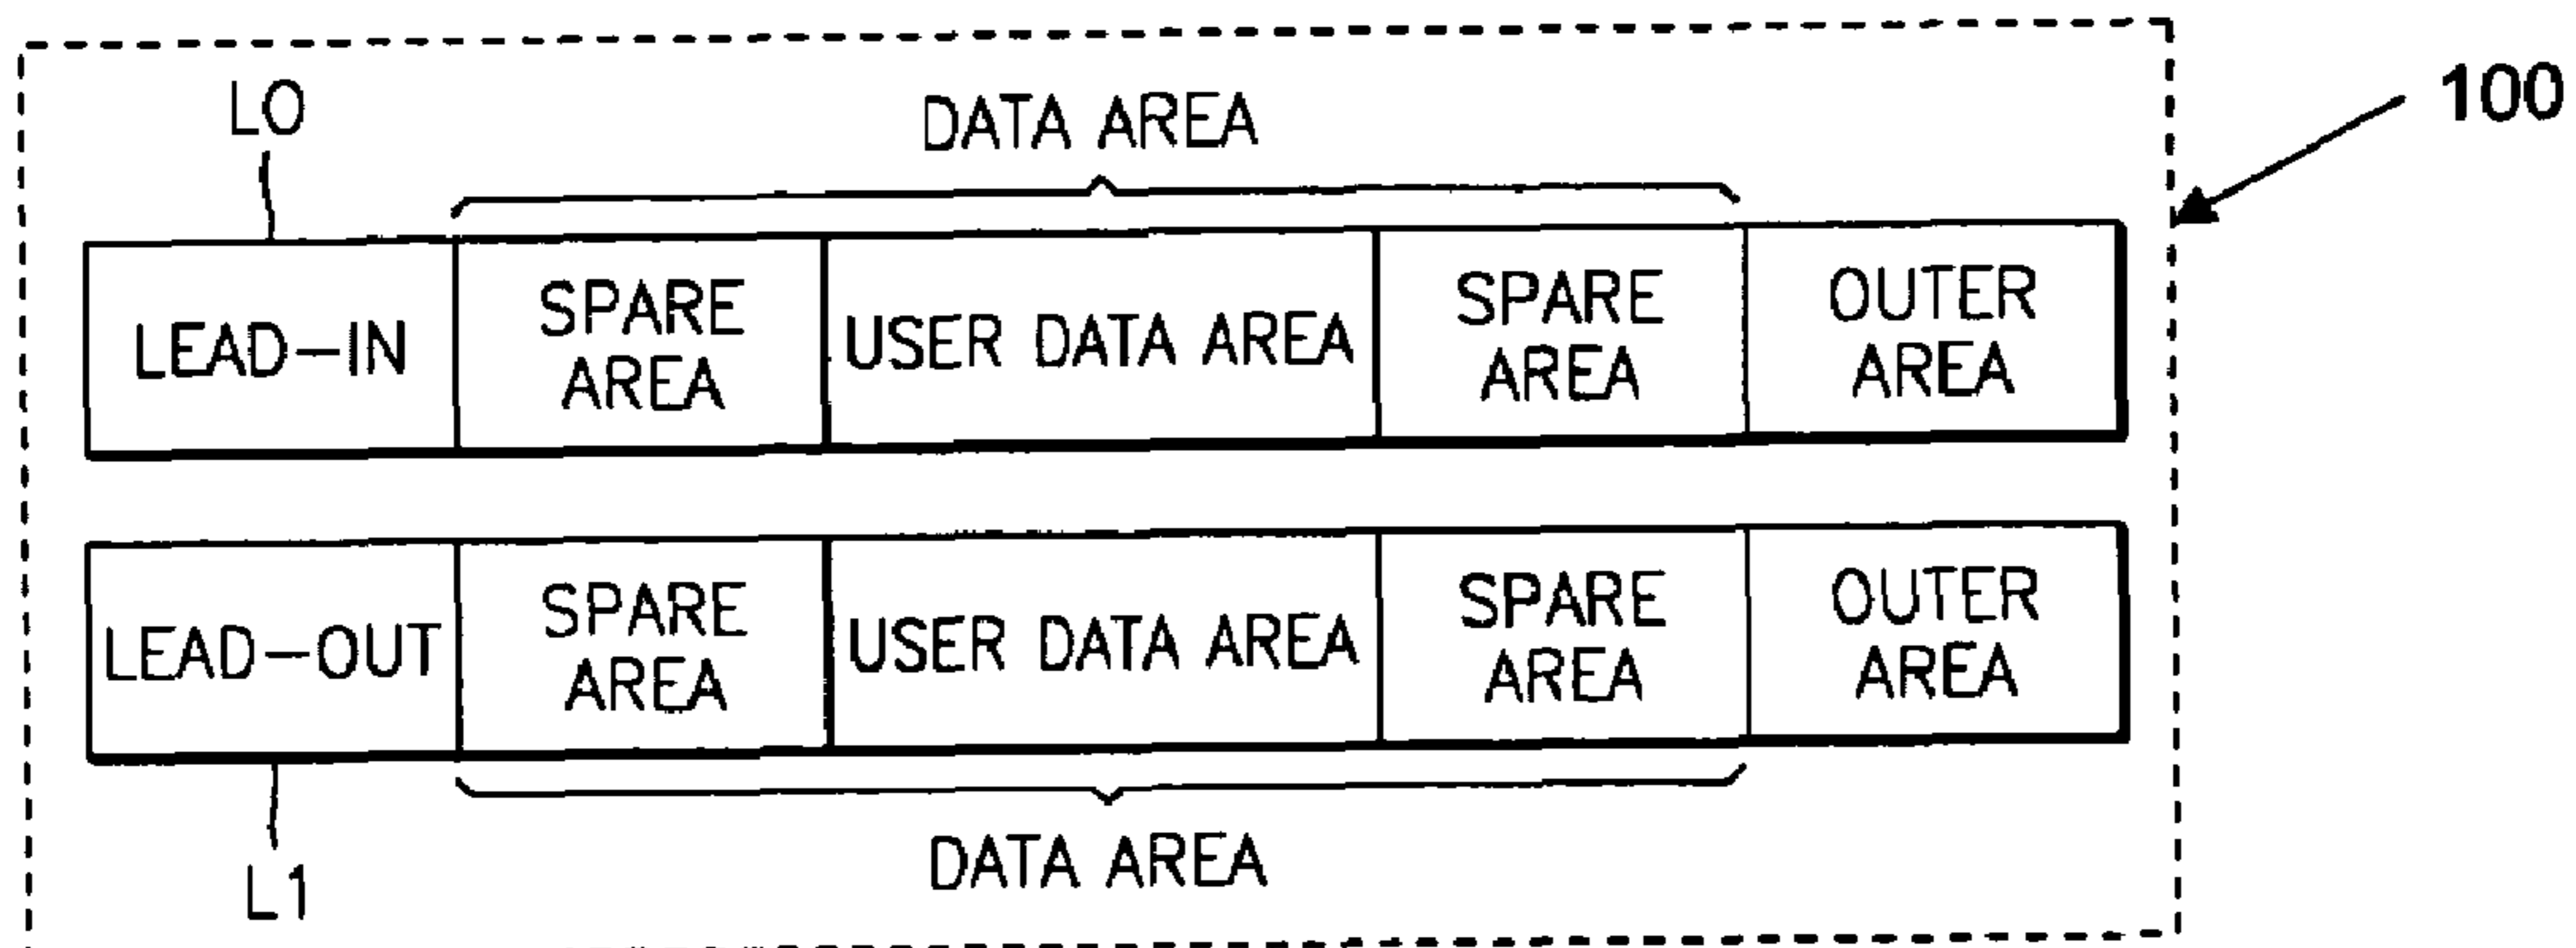 L0
DATA AREA
100
LEAD-IN
SPARE
AREA
USER DATA AREA
SPARE
AREA
OUTER
AREA
LEAD-OUT
SPARE
AREA
USER DATA AREA
SPARE
AREA
OUTER
AREA
L1
DATA AREA